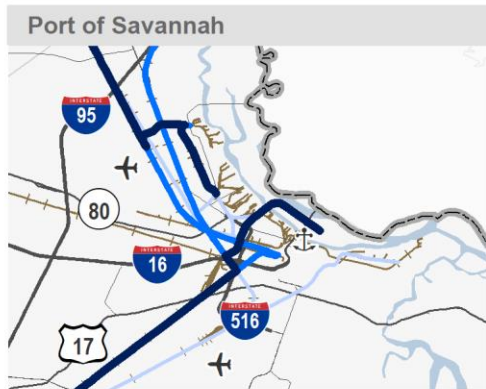 Port of Savannah
INTERSTATE
95
80
INTERSTATE
16
INTERSTATE
516
17